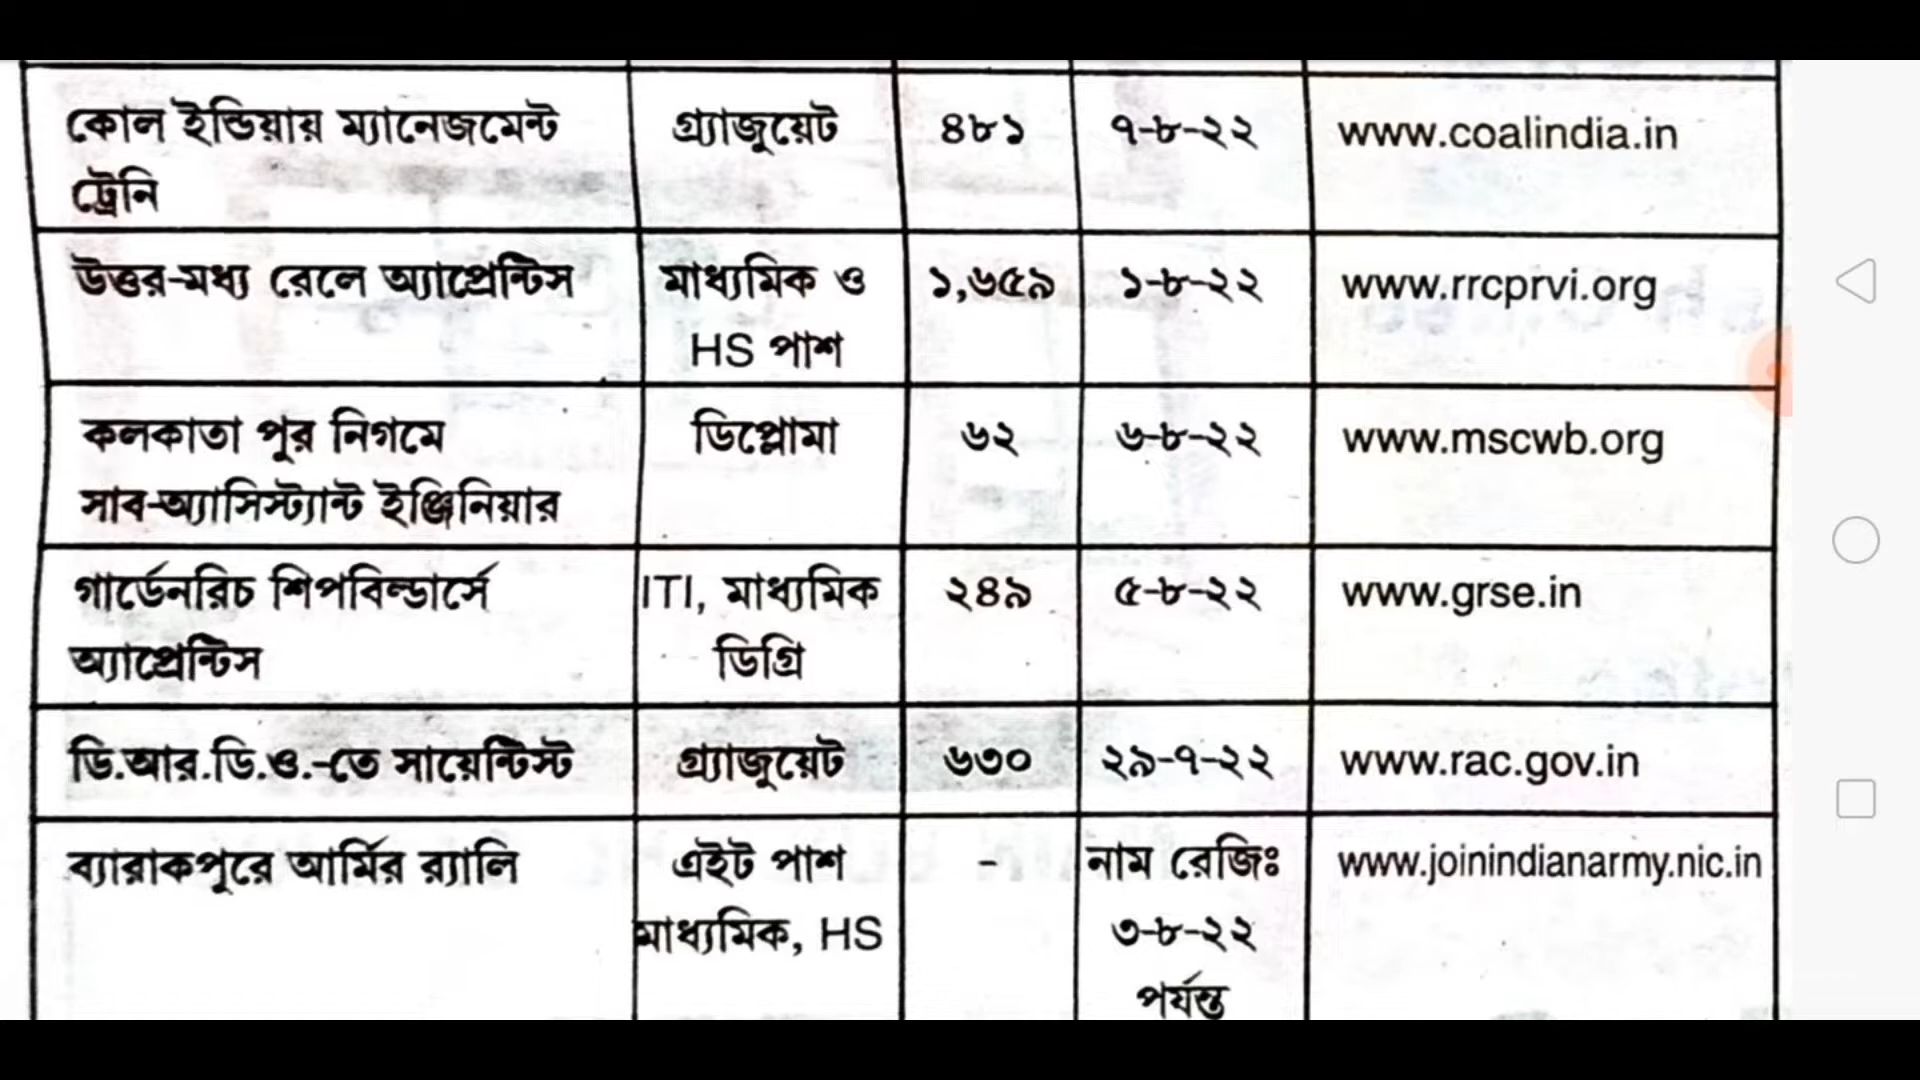 কোল ইন্ডিয়ায় ম্যানেজমেন্ট গ্র্যাজুয়েট ৪৮১ ৭-৮-২২ www.coalindia.in
ট্রেনি
উত্তর-মধ্য রেলে অ্যাপ্রেন্টিস মাধ্যমিক ও ১,৬৫৯ ১-৮-২২ www.rrcprvi.org
HS পাশ
কলকাতা পুর নিগমে ডিপ্লোমা ৬২ ৬-৮-২২ www.mscwb.org
সাব-অ্যাসিস্ট্যান্ট ইঞ্জিনিয়ার
গার্ডেনরিচ শিপবিল্ডার্সে ITI, মাধ্যমিক ২৪৯ ৫-৮-২২ www.grse.in
অ্যাপ্রেন্টিস ডিগ্রি
ডি.আর.ডি.ও.-তে সায়েন্টিস্ট গ্র্যাজুয়েট ৬৩০ ২৯-৭-২২ www.rac.gov.in
ব্যারাকপুরে আর্মির র‍্যালি এইট পাশ - নাম রেজিঃ www.joinindianarmy.nic.in
মাধ্যমিক, HS ৩-৮-২২
পর্যন্ত